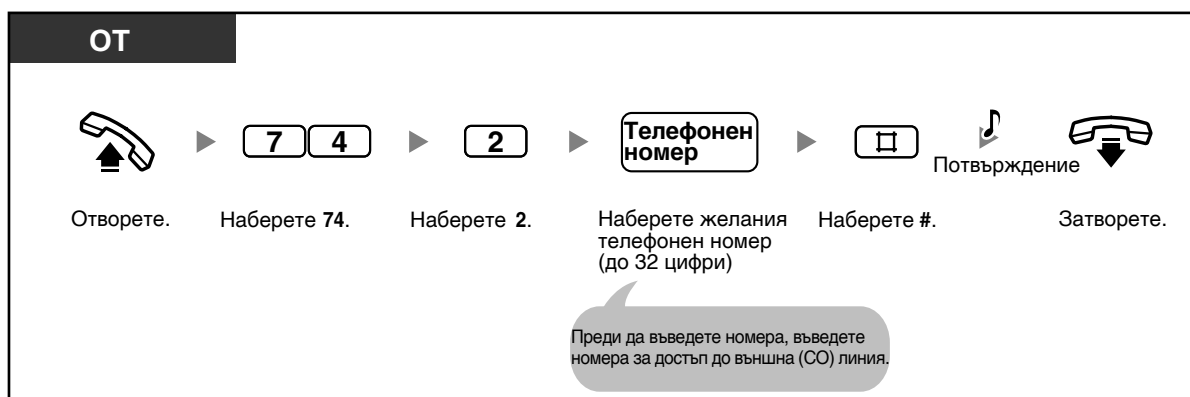 ОТ
7 4
2
Телефонен
номер
#
Потвърждение
Отворете.
Наберете 74.
Наберете 2.
Наберете желания
телефонен номер
(до 32 цифри)
Наберете #.
Затворете.
Преди да въведете номера, въведете
номера за достъп до външна (CO) линия.